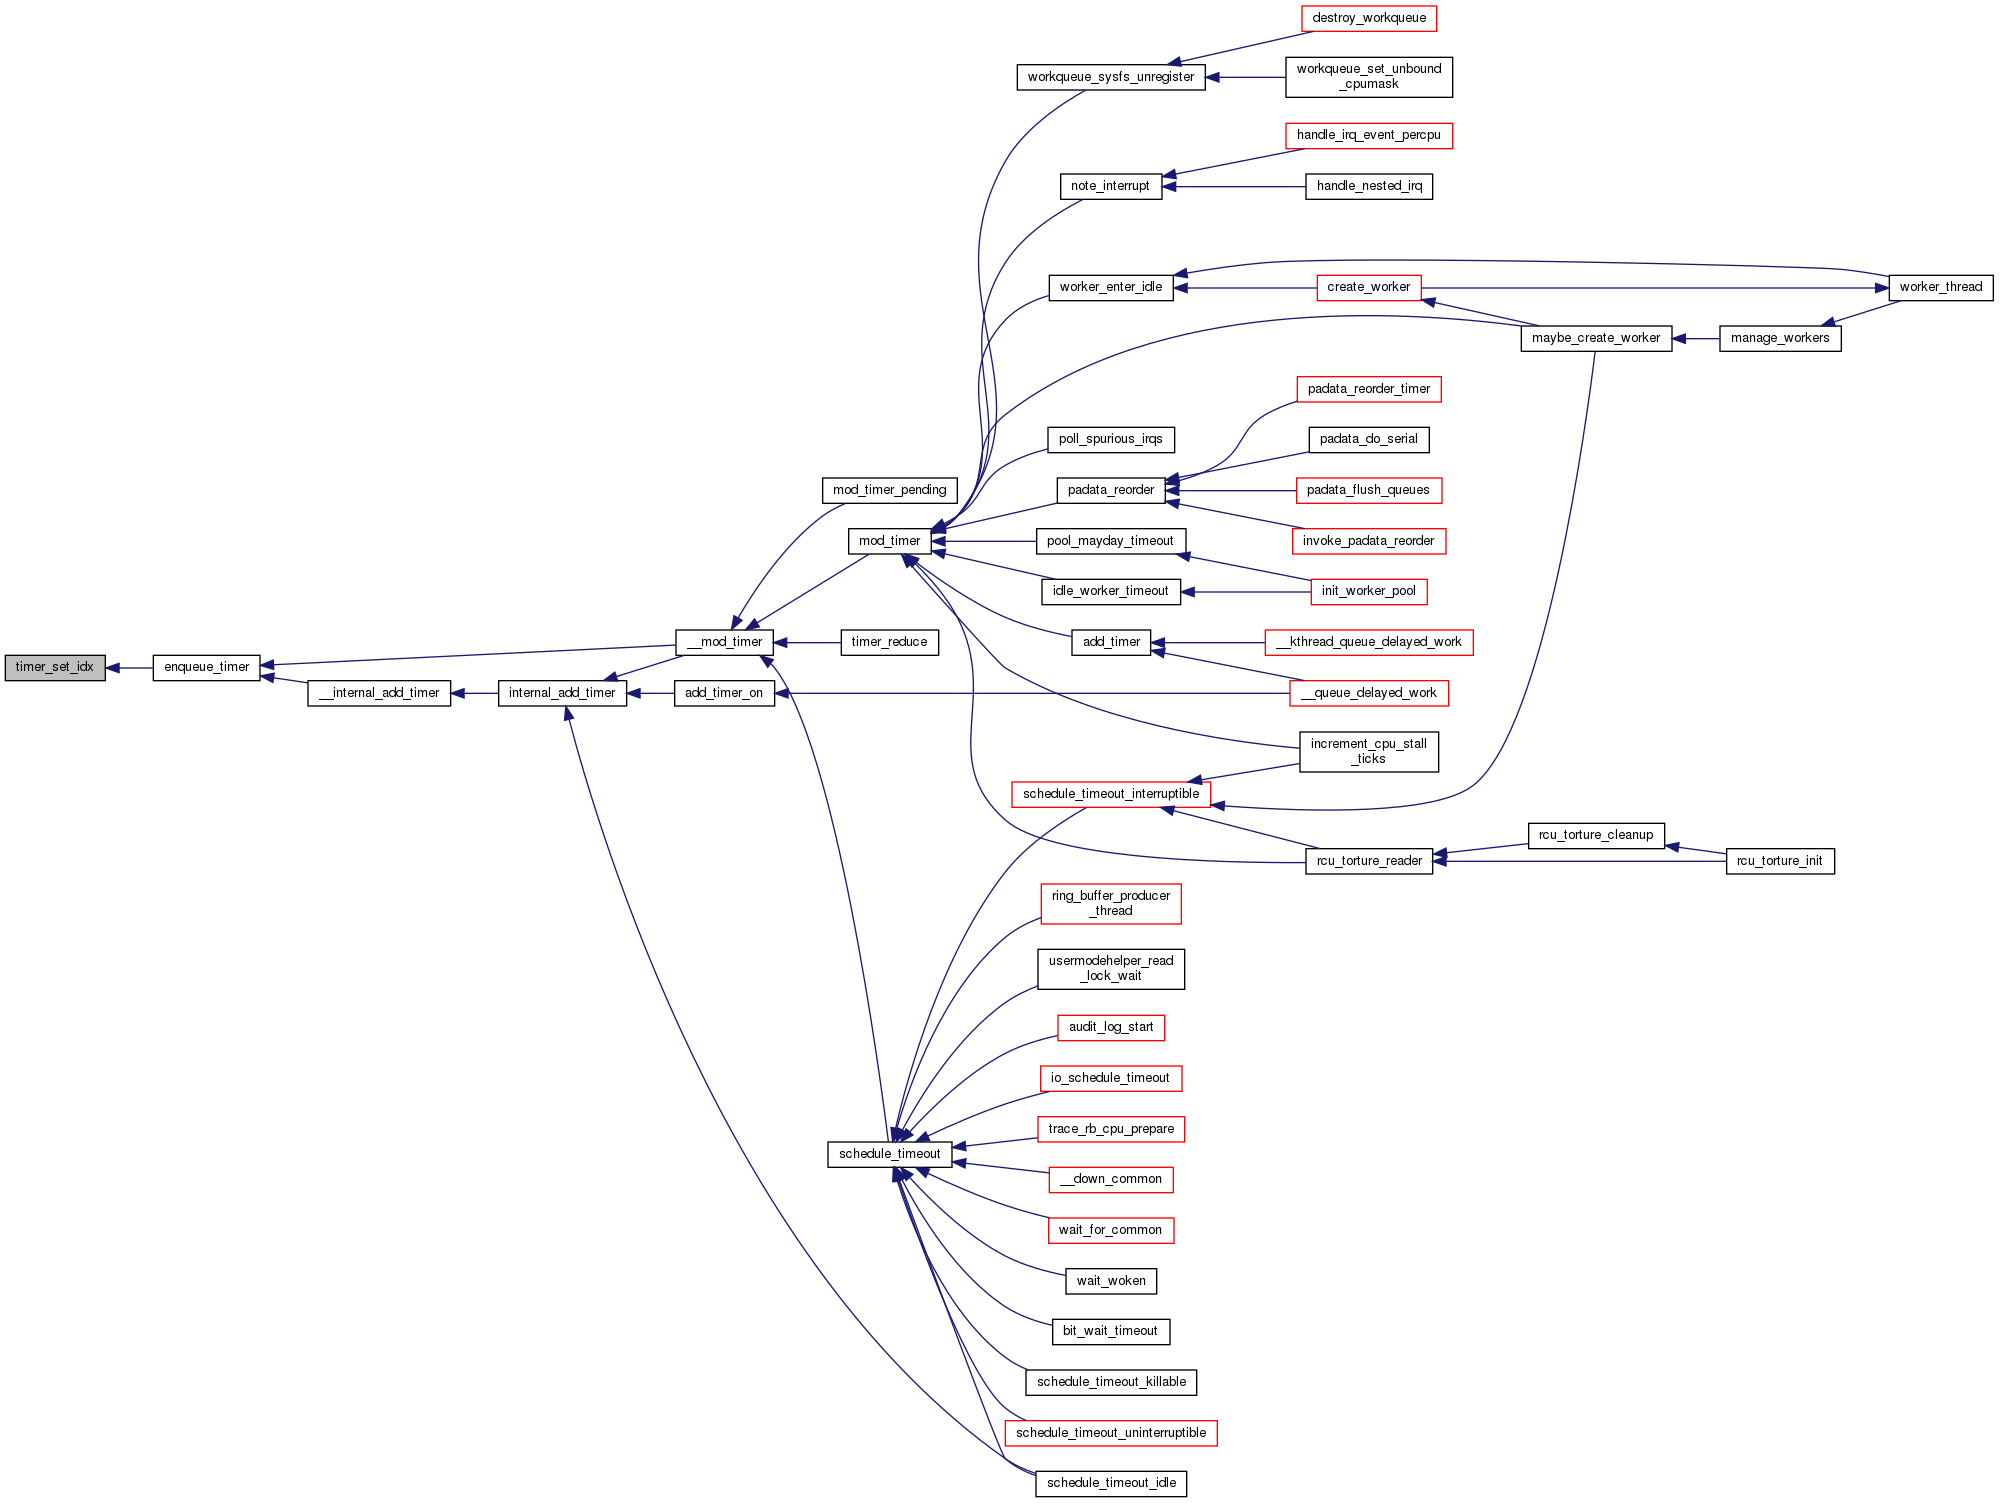 destroy_workqueue
workqueue_sysfs_unregister
workqueue_set_unbound
_cpumask
handle_irq_event_percpu
note_interrupt
handle_nested_irq
worker_enter_idle
create_worker
worker_thread
maybe_create_worker
manage_workers
padata_reorder_timer
poll_spurious_irqs
padata_do_serial
mod_timer_pending
padata_reorder
padata_flush_queues
mod_timer
pool_mayday_timeout
invoke_padata_reorder
idle_worker_timeout
init_worker_pool
__mod_timer
timer_reduce
add_timer
__kthread_queue_delayed_work
timer_set_idx
enqueue_timer
__internal_add_timer
internal_add_timer
add_timer_on
__queue_delayed_work
increment_cpu_stall
_ticks
schedule_timeout_interruptible
rcu_torture_cleanup
rcu_torture_reader
rcu_torture_init
ring_buffer_producer
_thread
usermodehelper_read
_lock_wait
audit_log_start
io_schedule_timeout
trace_rb_cpu_prepare
schedule_timeout
__down_common
wait_for_common
wait_woken
bit_wait_timeout
schedule_timeout_killable
schedule_timeout_uninterruptible
schedule_timeout_idle